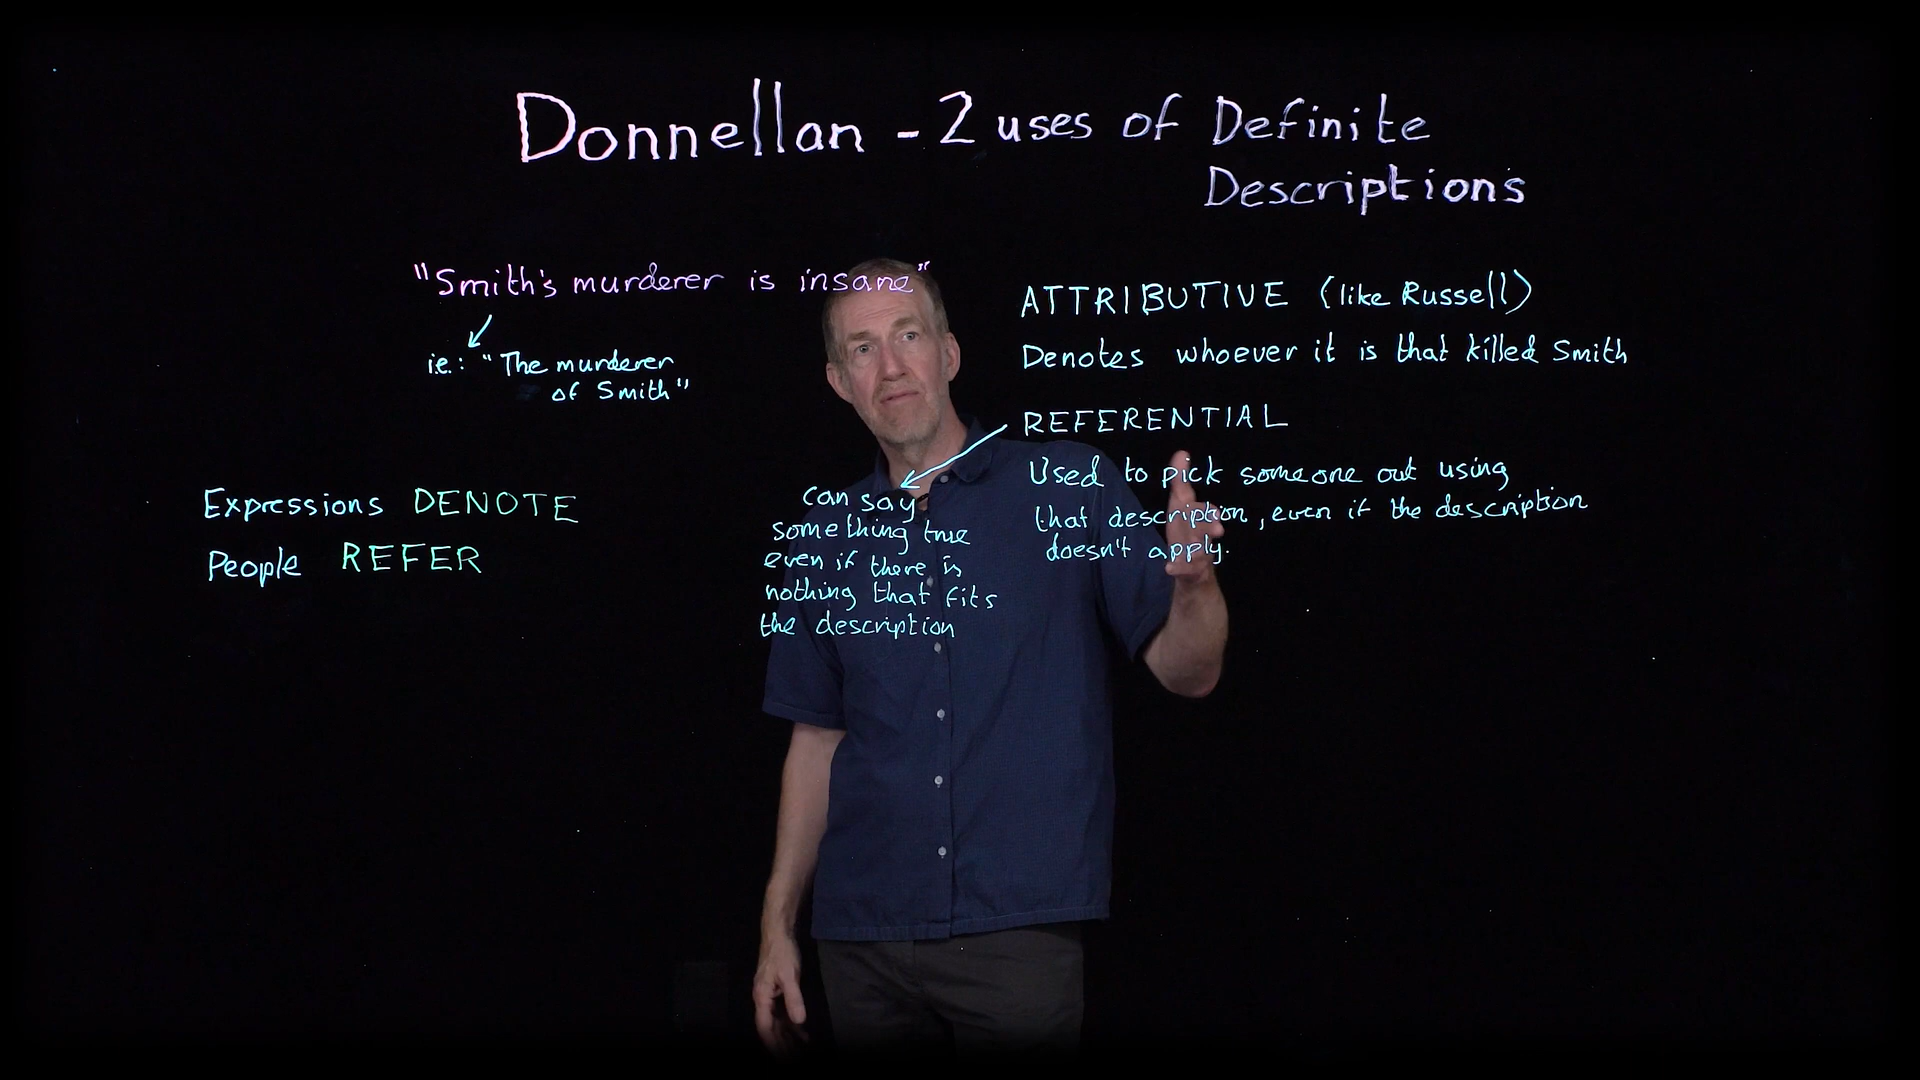 Donnellan - 2 uses of Definite
Descriptions
"Smith's murderer is insane"
i.e.: "The murderer
of Smith"
Expressions DENOTE
People REFER
ATTRIBUTIVE (like Russell)
Denotes whoever it is that killed Smith
REFERENTIAL
Used to pick someone out using
that description, even if the description
doesn't apply.
can say
something true
even if there is
nothing that fits
the description